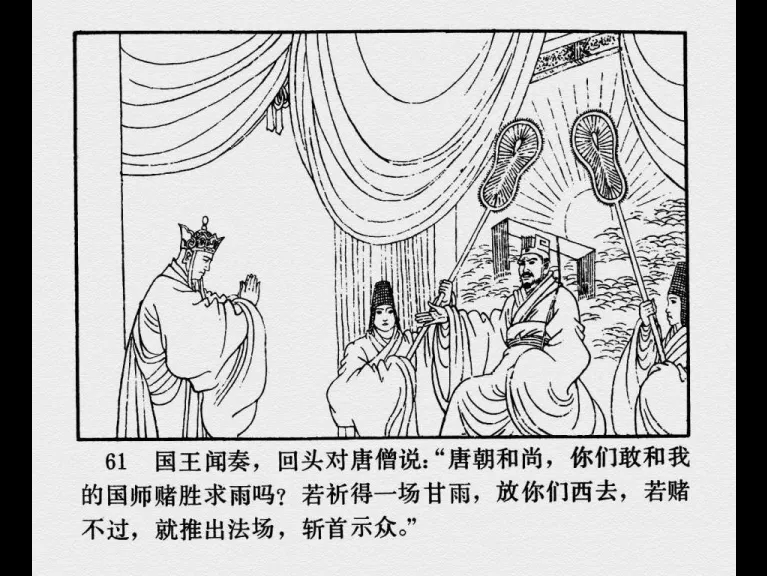 61 国王闻奏，回头对唐僧说：“唐朝和尚，你们敢和我
的国师赌胜求雨吗？若祈得一场甘雨，放你们西去，若赌
不过，就推出法场，斩首示众。”